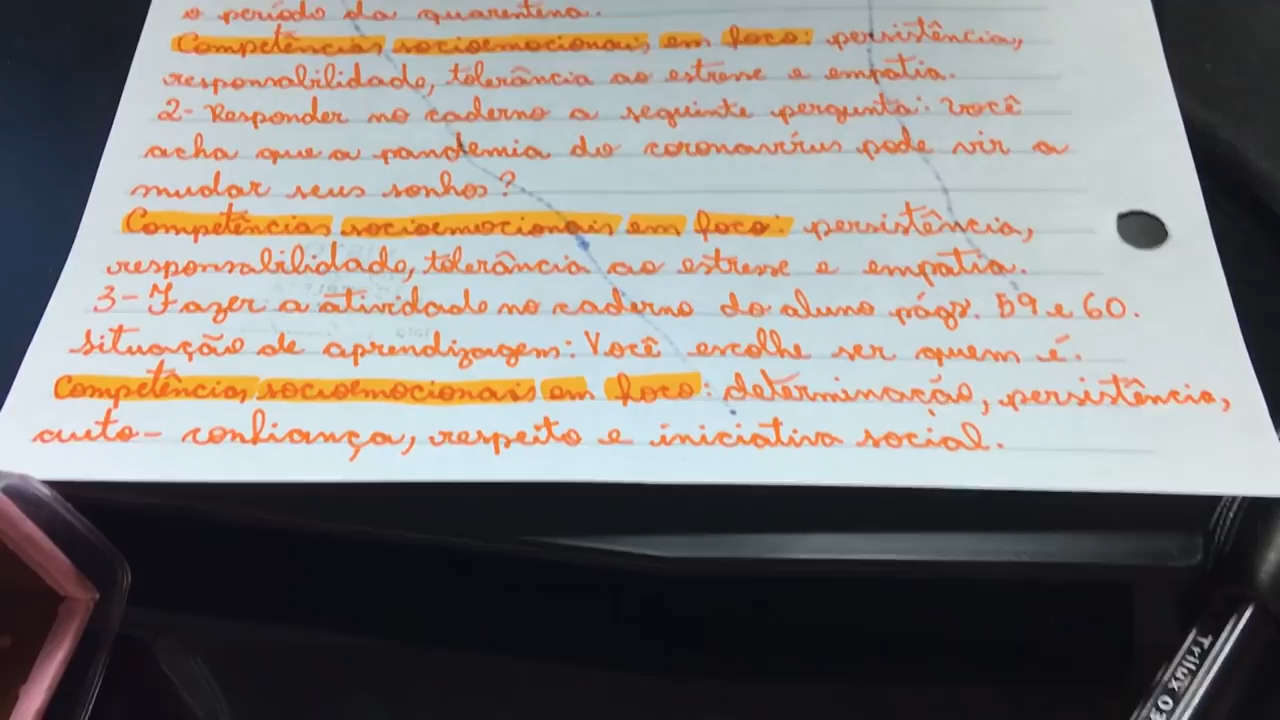 o período da quarentena.
Competências socioemocionais em foco: persistência,
responsabilidade, tolerância ao estresse e empatia.
2- Responder no caderno a seguinte pergunta: Você
acha que a pandemia do coronavírus pode vir a
mudar seus sonhos?
Competências socioemocionais em foco: persistência,
responsabilidade, tolerância ao estresse e empatia.
3- Fazer a atividade no caderno do aluno págs. 59 e 60.
situação de aprendizagem: Você escolhe ser quem é.
Competências socioemocionais em foco: determinação, persistência,
auto-confiança, respeito e iniciativa social.
Trilux